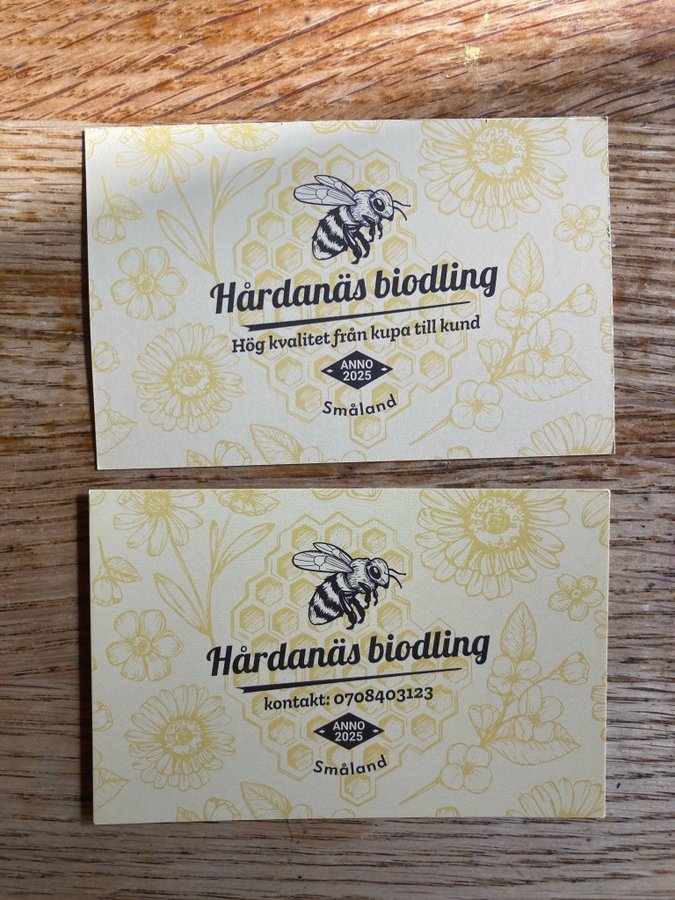 Hårdanäs biodling
Hög kvalitet från kupa till kund
ANNO
2025
Småland
Hårdanäs biodling
kontakt: 0708403123
ANNO
2025
Småland